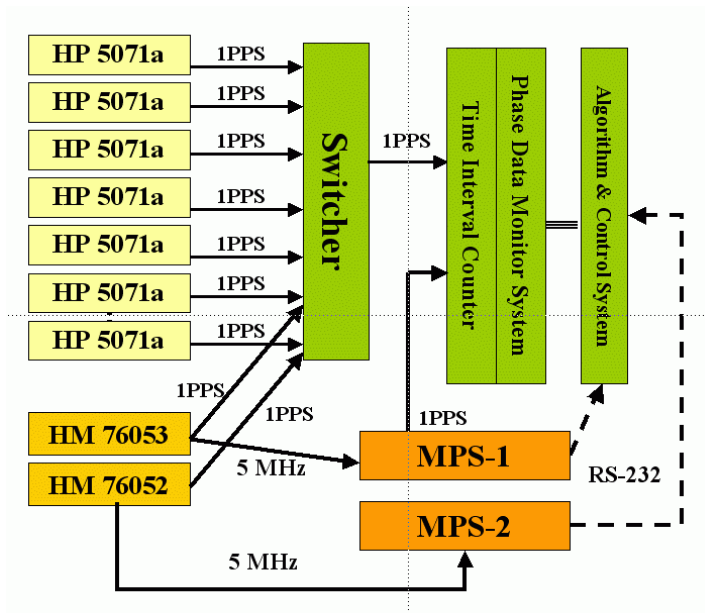 HP 5071a
1PPS
HP 5071a
1PPS
HP 5071a
1PPS
HP 5071a
1PPS
HP 5071a
1PPS
HP 5071a
1PPS
HP 5071a
1PPS
Switcher
1PPS
Time Interval Counter
Phase Data Monitor System
Algorithm & Control System
1PPS
1PPS
1PPS
HM 76053
5 MHz
MPS-1
HM 76052
RS-232
MPS-2
5 MHz